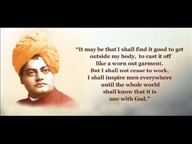 "It may be that I shall find it good to get
outside my body, to cast it off
like a worn out garment.
But I shall not cease to work.
I shall inspire men everywhere
until the whole world
shall know that it is
one with God."